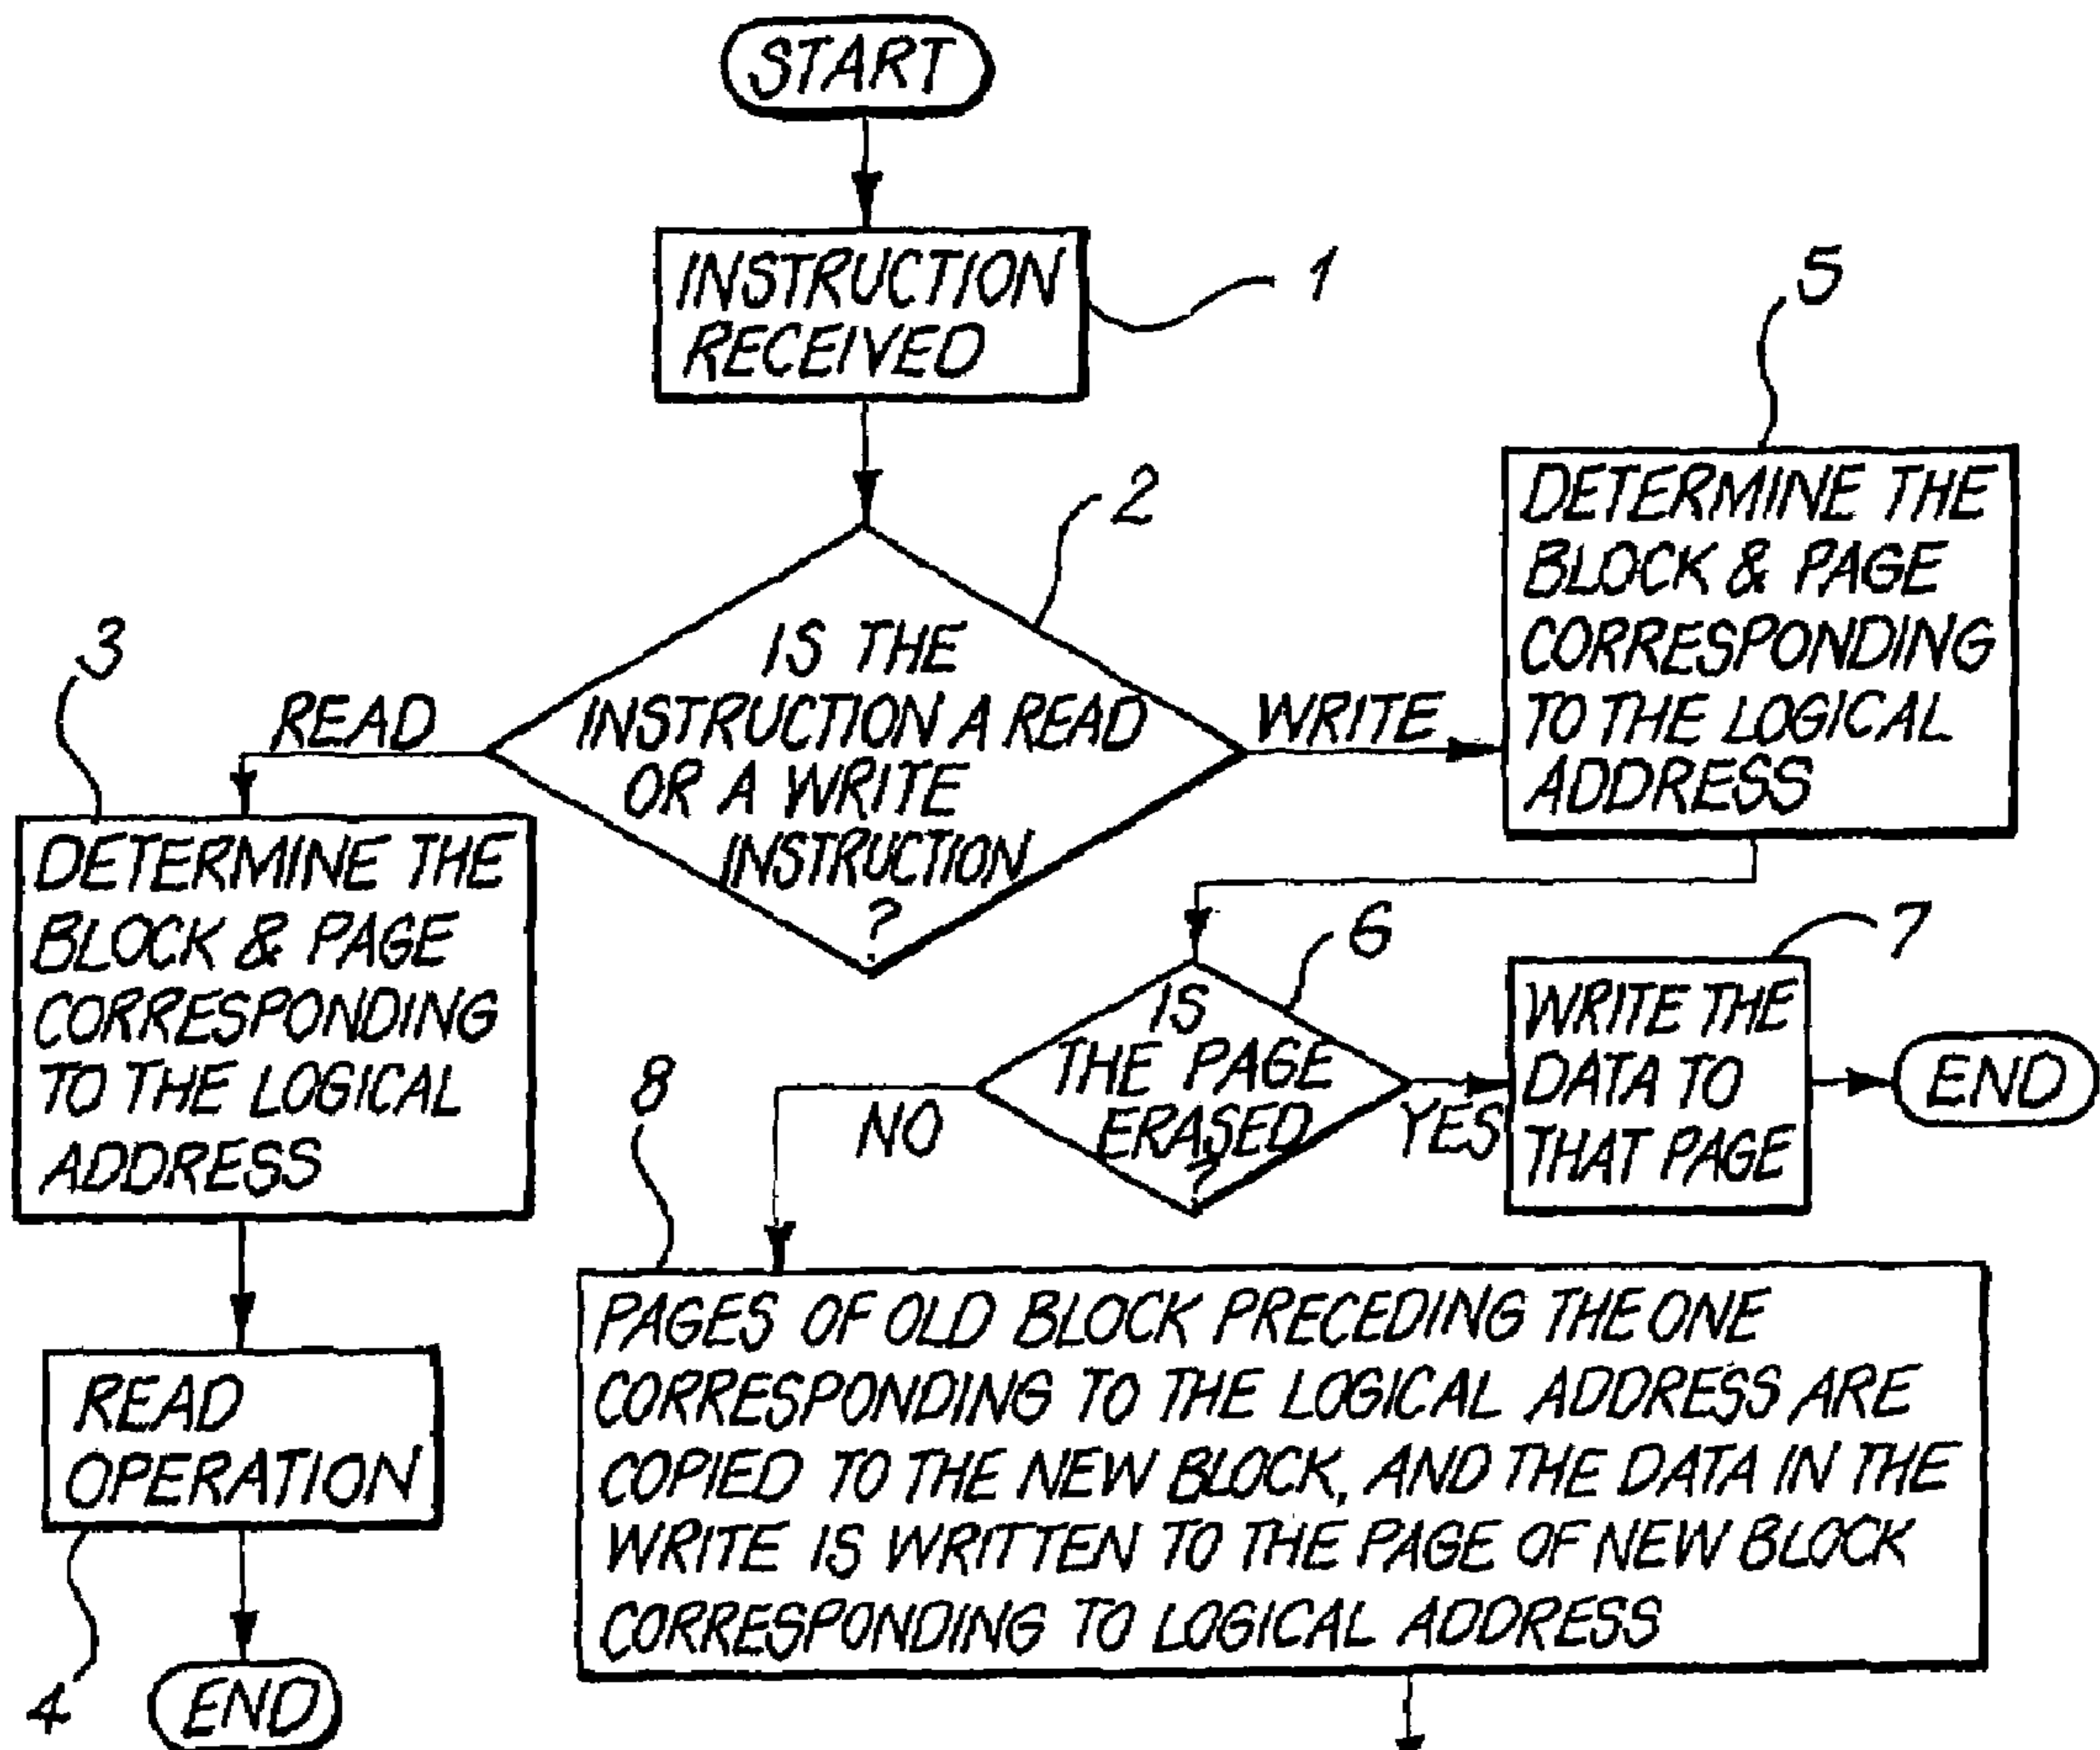 START
INSTRUCTION
RECEIVED
1
2
IS THE
INSTRUCTION A READ
OR A WRITE
INSTRUCTION
?
READ
WRITE
3
DETERMINE THE
BLOCK & PAGE
CORRESPONDING
TO THE LOGICAL
ADDRESS
READ
OPERATION
4
END
5
DETERMINE THE
BLOCK & PAGE
CORRESPONDING
TO THE LOGICAL
ADDRESS
6
IS
THE PAGE
ERASED
?
YES
NO
7
WRITE THE
DATA TO
THAT PAGE
END
8
PAGES OF OLD BLOCK PRECEDING THE ONE
CORRESPONDING TO THE LOGICAL ADDRESS ARE
COPIED TO THE NEW BLOCK, AND THE DATA IN THE
WRITE IS WRITTEN TO THE PAGE OF NEW BLOCK
CORRESPONDING TO LOGICAL ADDRESS